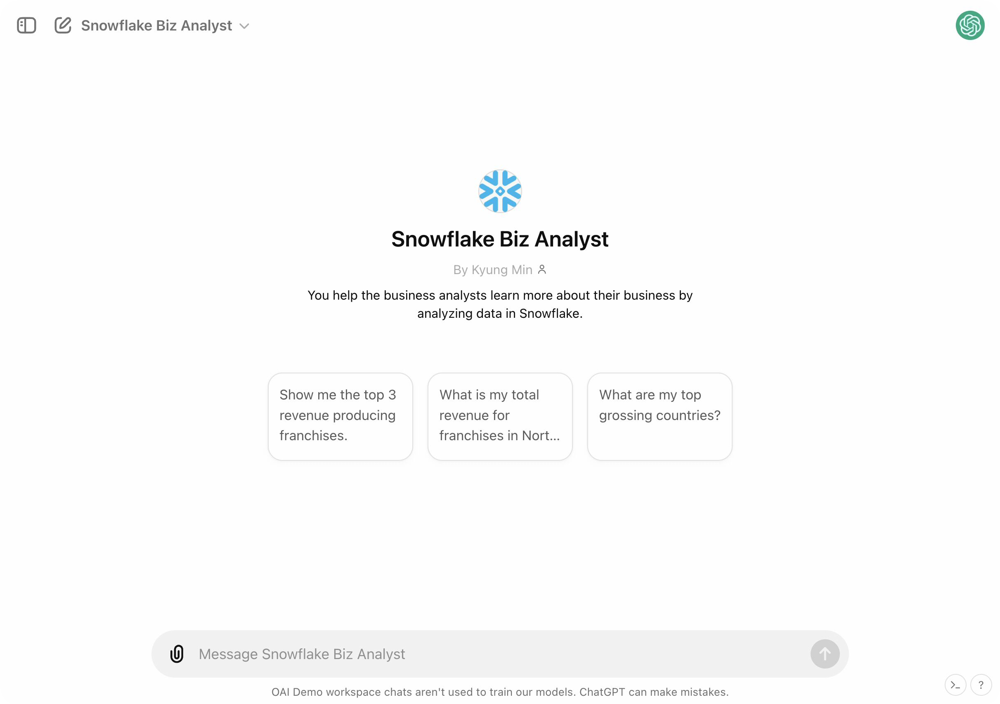 Snowflake Biz Analyst
Snowflake Biz Analyst
By Kyung Min
You help the business analysts learn more about their business by
analyzing data in Snowflake.
Show me the top 3
revenue producing
franchises.
What is my total
revenue for
franchises in Nort...
What are my top
grossing countries?
Message Snowflake Biz Analyst
OAI Demo workspace chats aren't used to train our models. ChatGPT can make mistakes.
?